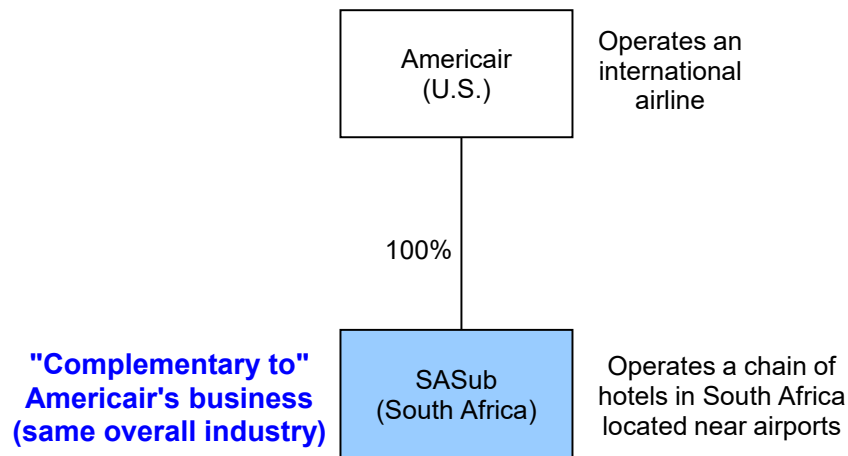 Americair
(U.S.)
Operates an
international
airline
100%
"Complementary to"
Americair's business
(same overall industry)
SASub
(South Africa)
Operates a chain of
hotels in South Africa
located near airports